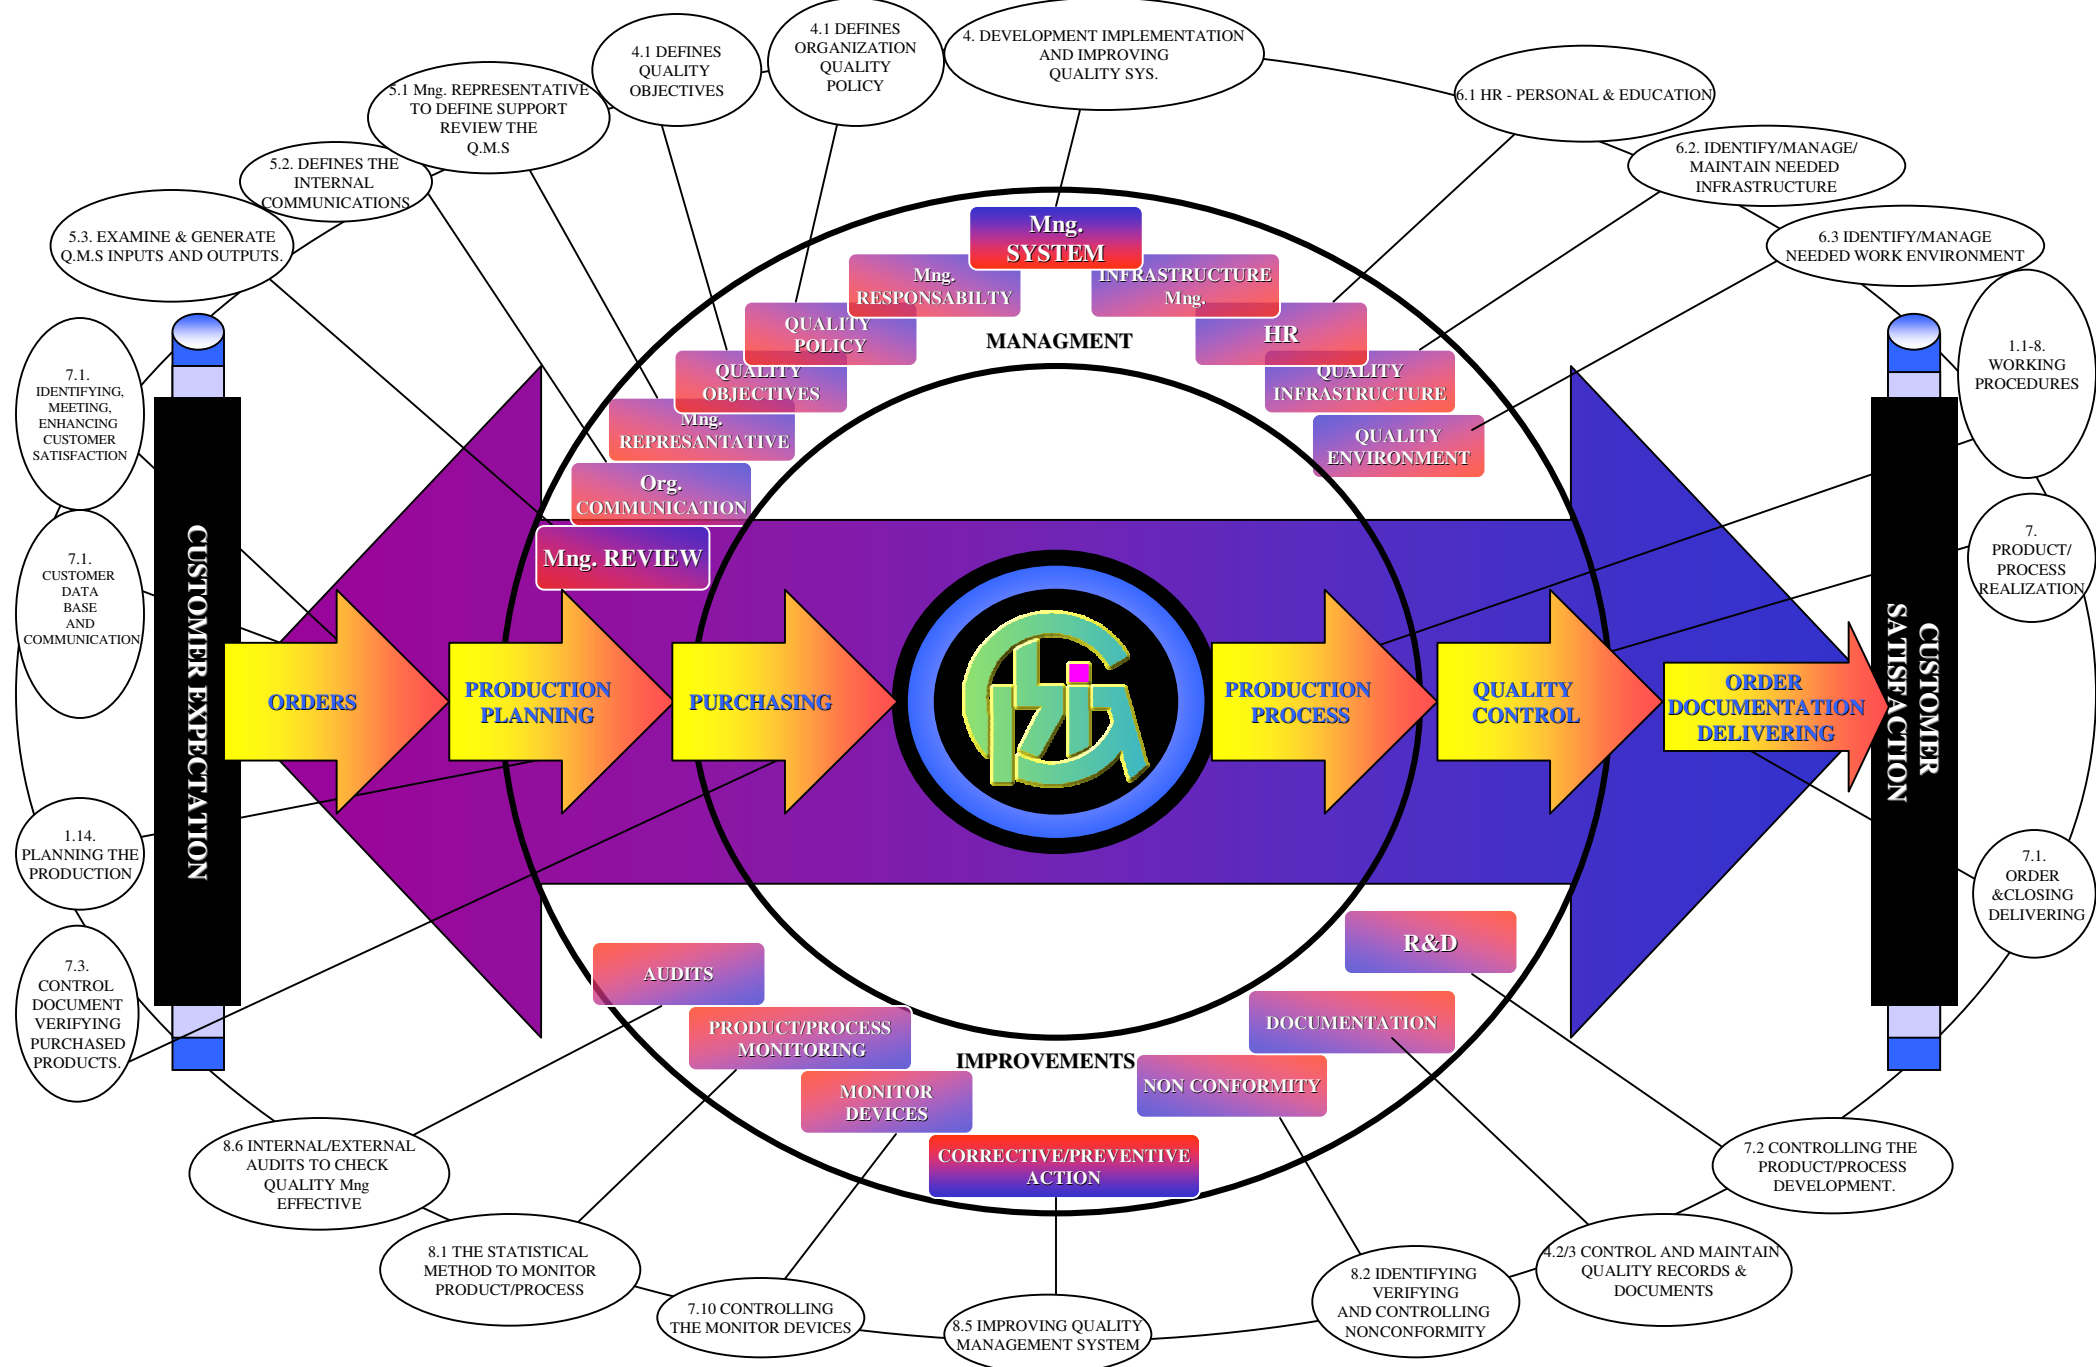 4.1 DEFINES
QUALITY
OBJECTIVES
4.1 DEFINES
ORGANIZATION
QUALITY
POLICY
4. DEVELOPMENT IMPLEMENTATION
AND IMPROVING
QUALITY SYS.
5.1 Mng. REPRESENTATIVE
TO DEFINE SUPPORT
REVIEW THE
Q.M.S
6.1 HR - PERSONAL & EDUCATION
5.2. DEFINES THE
INTERNAL
COMMUNICATIONS
6.2. IDENTIFY/MANAGE/
MAINTAIN NEEDED
INFRASTRUCTURE
5.3. EXAMINE & GENERATE
Q.M.S INPUTS AND OUTPUTS.
6.3 IDENTIFY/MANAGE
NEEDED WORK ENVIRONMENT
Mng.
SYSTEM
Mng.
RESPONSABILTY
INFRASTRUCTURE
Mng.
QUALITY
POLICY
MANAGMENT
HR
QUALITY
OBJECTIVES
QUALITY
INFRASTRUCTURE
Mng.
REPRESANTATIVE
QUALITY
ENVIRONMENT
Org.
COMMUNICATION
Mng. REVIEW
7.1.
IDENTIFYING,
MEETING,
ENHANCING
CUSTOMER
SATISFACTION
1.1-8.
WORKING
PROCEDURES
7.1.
CUSTOMER
DATA
BASE
AND
COMMUNICATION
7.
PRODUCT/
PROCESS
REALIZATION
CUSTOMER EXPECTATION
ORDERS
PRODUCTION
PLANNING
PURCHASING
PRODUCTION
PROCESS
QUALITY
CONTROL
ORDER
DOCUMENTATION
DELIVERING
CUSTOMER
SATISFACTION
1.14.
PLANNING THE
PRODUCTION
7.1.
ORDER
&CLOSING
DELIVERING
7.3.
CONTROL
DOCUMENT
VERIFYING
PURCHASED
PRODUCTS.
AUDITS
R&D
PRODUCT/PROCESS
MONITORING
DOCUMENTATION
IMPROVEMENTS
MONITOR
DEVICES
NON CONFORMITY
CORRECTIVE/PREVENTIVE
ACTION
8.6 INTERNAL/EXTERNAL
AUDITS TO CHECK
QUALITY Mng
EFFECTIVE
7.2 CONTROLLING THE
PRODUCT/PROCESS
DEVELOPMENT.
8.1 THE STATISTICAL
METHOD TO MONITOR
PRODUCT/PROCESS
4.2/3 CONTROL AND MAINTAIN
QUALITY RECORDS &
DOCUMENTS
7.10 CONTROLLING
THE MONITOR DEVICES
8.5 IMPROVING QUALITY
MANAGEMENT SYSTEM
8.2 IDENTIFYING
VERIFYING
AND CONTROLLING
NONCONFORMITY